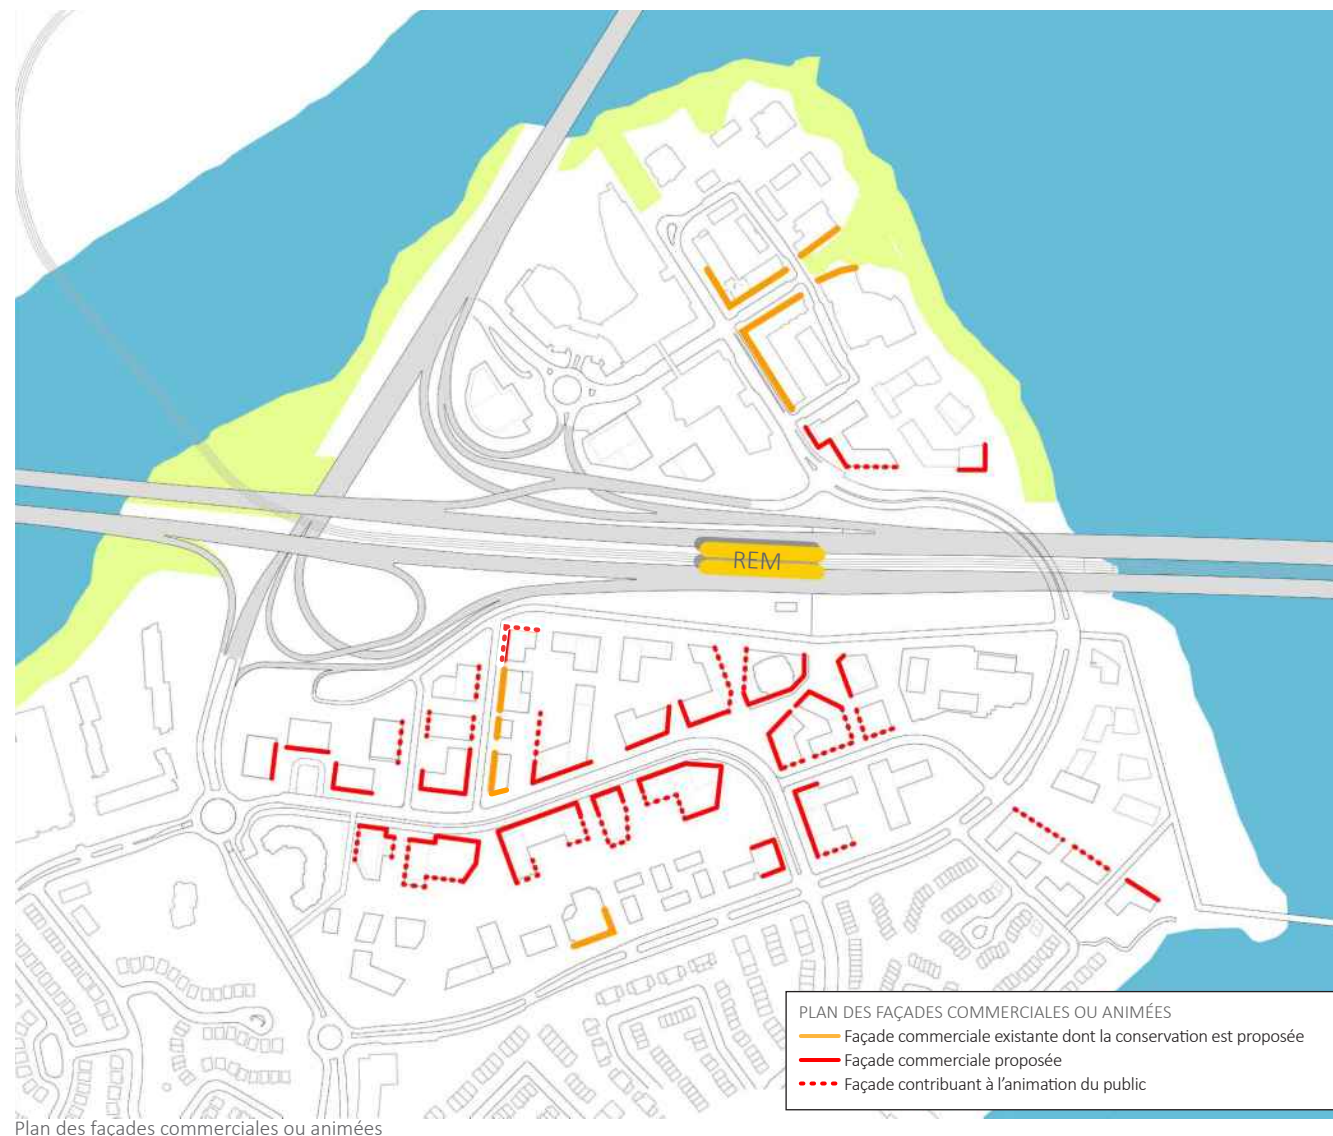 REM
PLAN DES FAÇADES COMMERCIALES OU ANIMÉES
Façade commerciale existante dont la conservation est proposée
Façade commerciale proposée
Façade contribuant à l'animation du public
Plan des façades commerciales ou animées